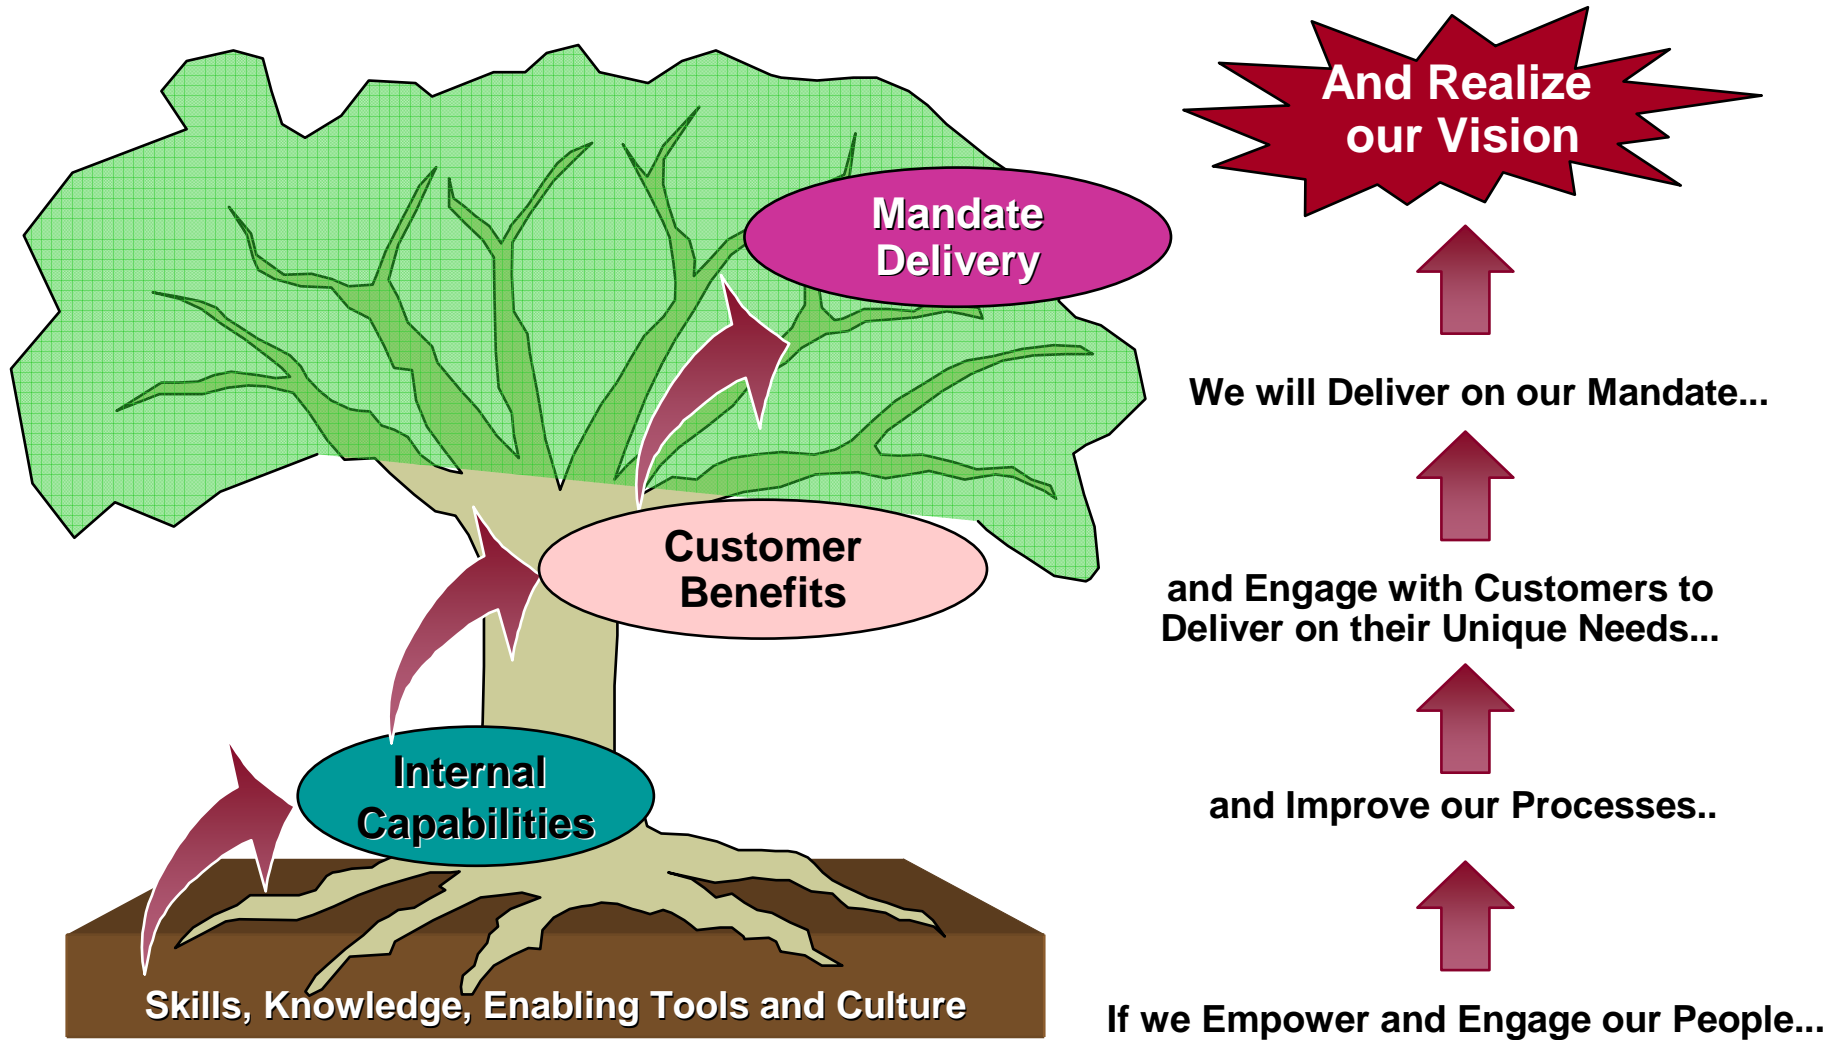 And Realize
our Vision
Mandate
Delivery
We will Deliver on our Mandate...
Customer
Benefits
and Engage with Customers to
Deliver on their Unique Needs...
Internal
Capabilities
and Improve our Processes..
Skills, Knowledge, Enabling Tools and Culture
If we Empower and Engage our People...